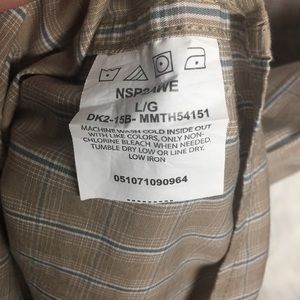 L/G
DK2-15B- MMTH54151
MACHINE WASH COLD INSIDE OUT
WITH LIKE COLORS, ONLY NON-
CHLORINE BLEACH WHEN NEEDED,
TUMBLE DRY LOW OR LINE DRY,
LOW IRON
051071090964